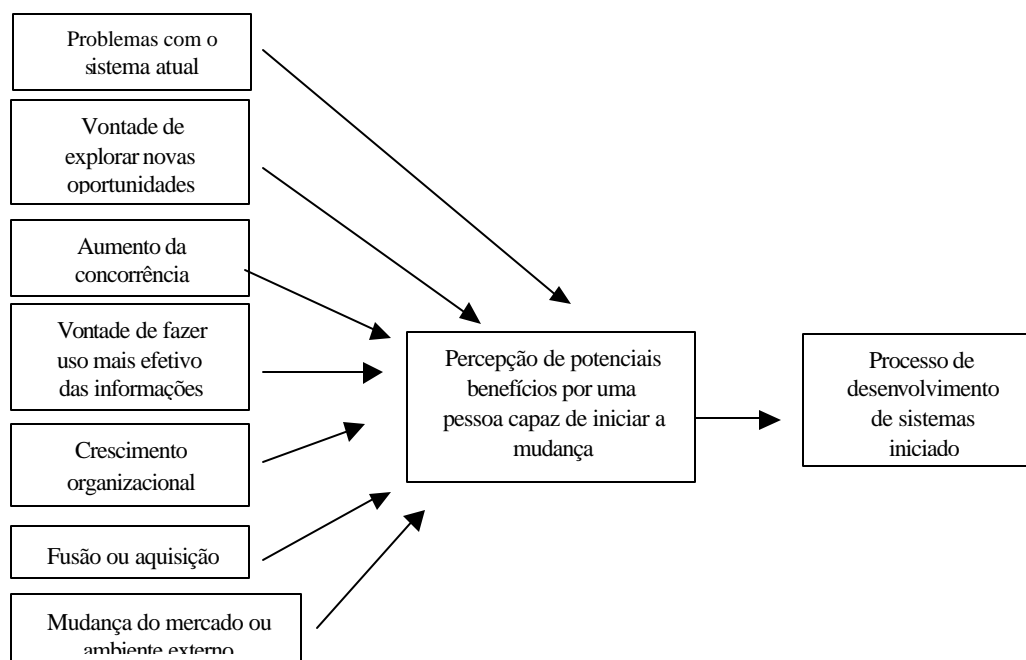 Problemas com o
sistema atual
Vontade de
explorar novas
oportunidades
Aumento da
concorrência
Vontade de fazer
uso mais efetivo
das informações
Crescimento
organizacional
Fusão ou aquisição
Mudança do mercado ou
ambiente externo
Percepção de potenciais
benefícios por uma
pessoa capaz de iniciar a
mudança
Processo de
desenvolvimento
de sistemas
iniciado